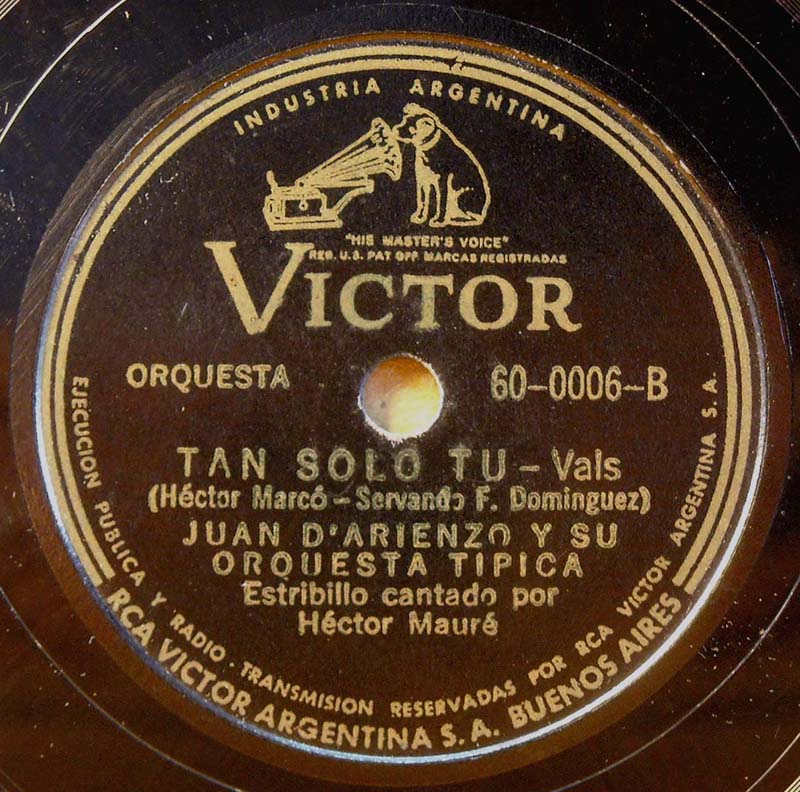 INDUSTRIA ARGENTINA
"HIS MASTER'S VOICE"
REG. U.S. PAT OFF MARCAS REGISTRADAS
VICTOR
ORQUESTA 60-0006-B
TAN SOLO TU - Vals
(Héctor Marcó - Servando F. Dominguez)
JUAN D'ARIENZO Y SU
ORQUESTA TIPICA
Estribillo cantado por
Héctor Mauré
EJECUCION PUBLICA Y RADIO-TRANSMISION RESERVADAS POR RCA VICTOR ARGENTINA S.A.
RCA VICTOR ARGENTINA S.A. BUENOS AIRES